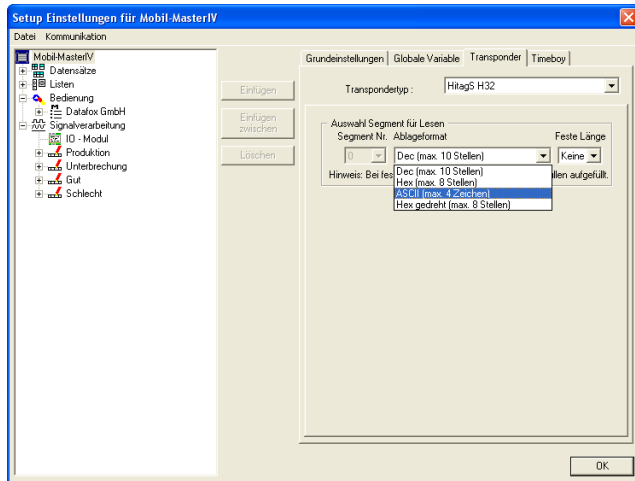 Setup Einstellungen für Mobil-MasterIV
Datei Kommunikation
Mobil-MasterIV
Datensätze
Listen
Bedienung
Datafox GmbH
Signalverarbeitung
IO - Modul
Produktion
Unterbrechung
Gut
Schlecht
Einfügen
Einfügen
zwischen
Löschen
Grundeinstellungen Globale Variable Transponder Timeboy
Transpondertyp : HitagS H32
Auswahl Segment für Lesen
Segment Nr. Ablageformat Feste Länge
0 Dec (max. 10 Stellen) Keine
Dec (max. 10 Stellen)
Hex (max. 8 Stellen)
ASCII (max. 4 Zeichen)
Hex gedreht (max. 8 Stellen)
Hinweis: Bei fes llen aufgefüllt.
OK